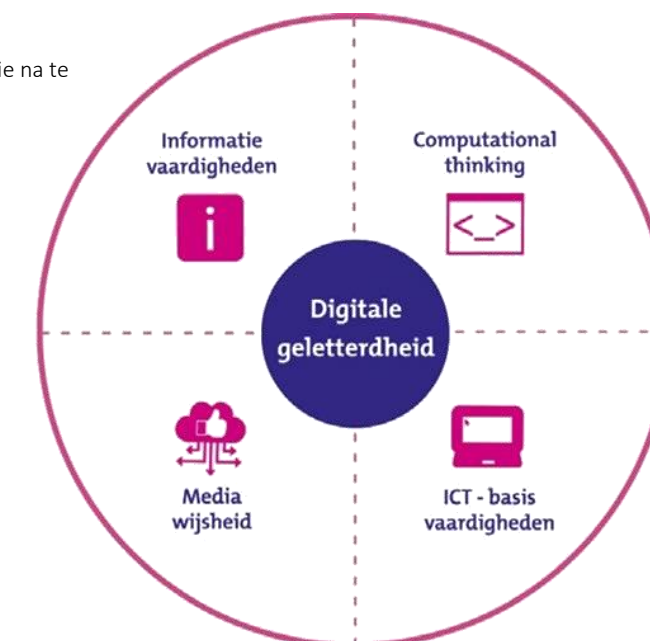 ie na te
Informatie
vaardigheden
i
Computational
thinking
<_>
Digitale
geletterdheid
Media
wijsheid
ICT - basis
vaardigheden